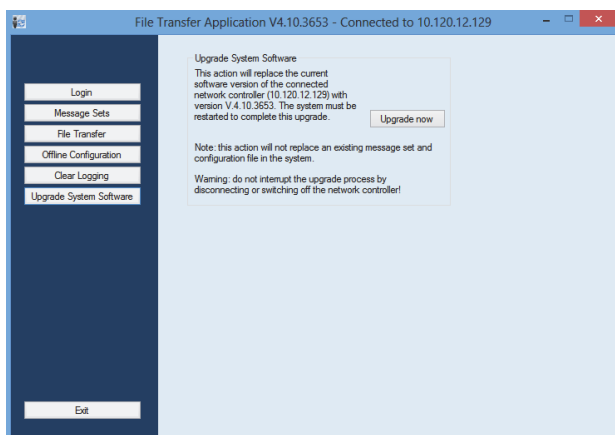 File Transfer Application V4.10.3653 - Connected to 10.120.12.129
Login
Message Sets
File Transfer
Offline Configuration
Clear Logging
Upgrade System Software
Exit
Upgrade System Software
This action will replace the current
software version of the connected
network controller (10.120.12.129) with
version V.4.10.3653. The system must be
restarted to complete this upgrade.
Upgrade now
Note: this action will not replace an existing message set and
configuration file in the system.
Warning: do not interrupt the upgrade process by
disconnecting or switching off the network controller!